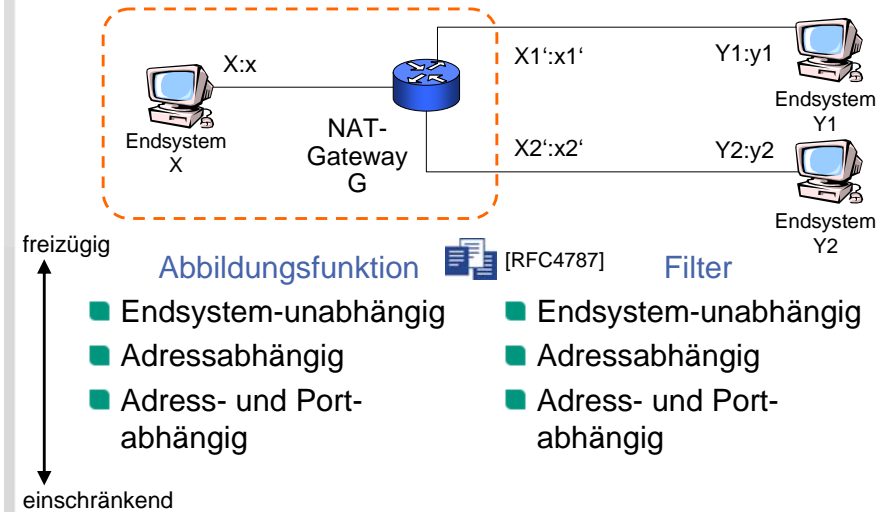 X:x
X1‘:x1‘
Y1:y1
Endsystem
X
NAT-
Gateway
G
Endsystem
Y1
X2‘:x2‘
Y2:y2
Endsystem
Y2
freizügig
Abbildungsfunktion
[RFC4787]
Filter
Endsystem-unabhängig
Adressabhängig
Adress- und Port-
abhängig
Endsystem-unabhängig
Adressabhängig
Adress- und Port-
abhängig
einschränkend